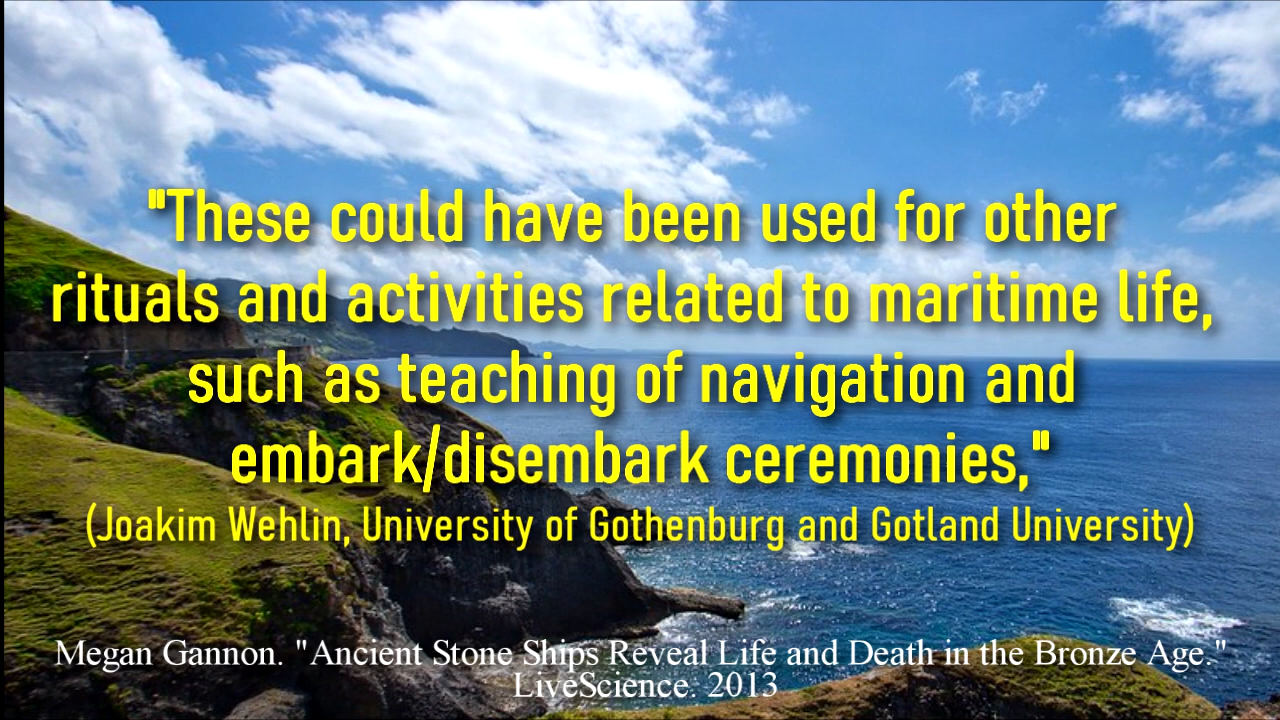 "These could have been used for other
rituals and activities related to maritime life,
such as teaching of navigation and
embark/disembark ceremonies,"
(Joakim Wehlin, University of Gothenburg and Gotland University)
Megan Gannon. "Ancient Stone Ships Reveal Life and Death in the Bronze Age."
LiveScience. 2013